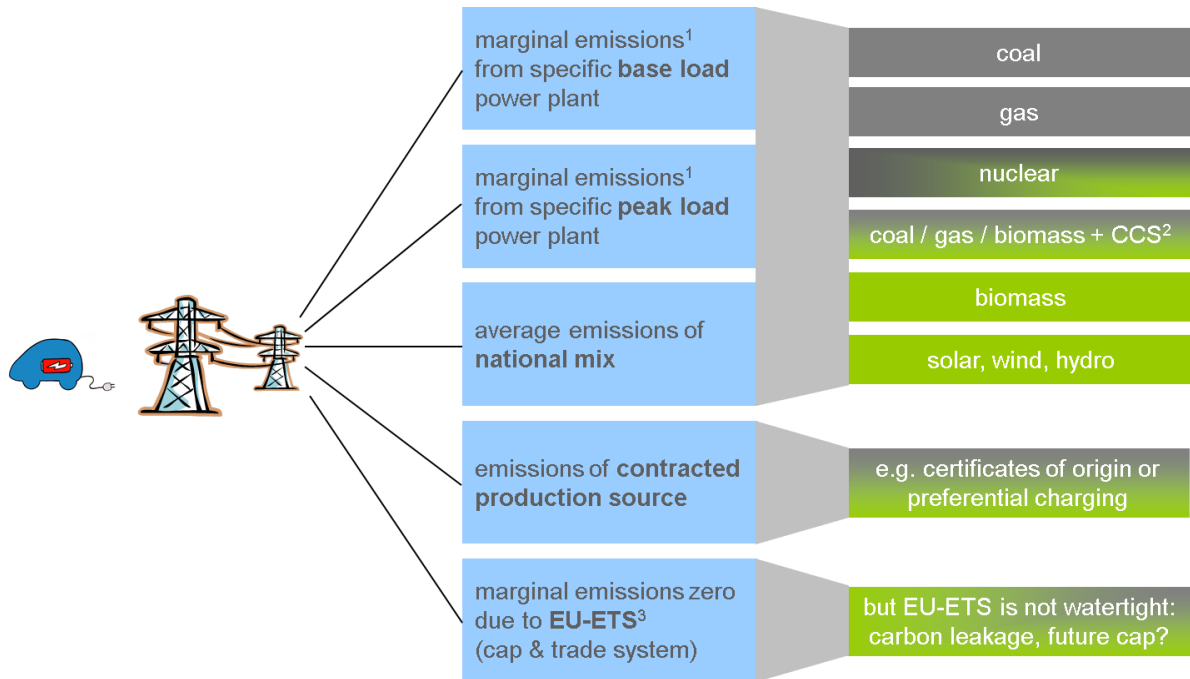 marginal emissions¹
from specific base load
power plant
marginal emissions¹
from specific peak load
power plant
average emissions of
national mix
emissions of contracted
production source
marginal emissions zero
due to EU-ETS³
(cap & trade system)
coal
gas
nuclear
coal / gas / biomass + CCS²
biomass
solar, wind, hydro
e.g. certificates of origin or
preferential charging
but EU-ETS is not watertight:
carbon leakage, future cap?